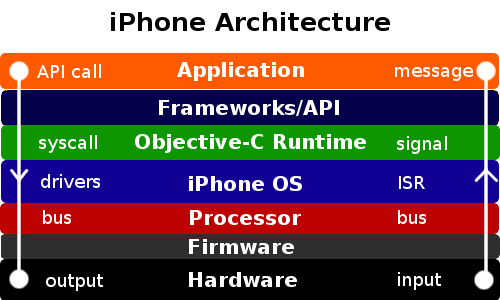 iPhone Architecture
API call Application message
Frameworks/API
syscall Objective-C Runtime signal
drivers iPhone OS ISR
bus Processor bus
Firmware
output Hardware input